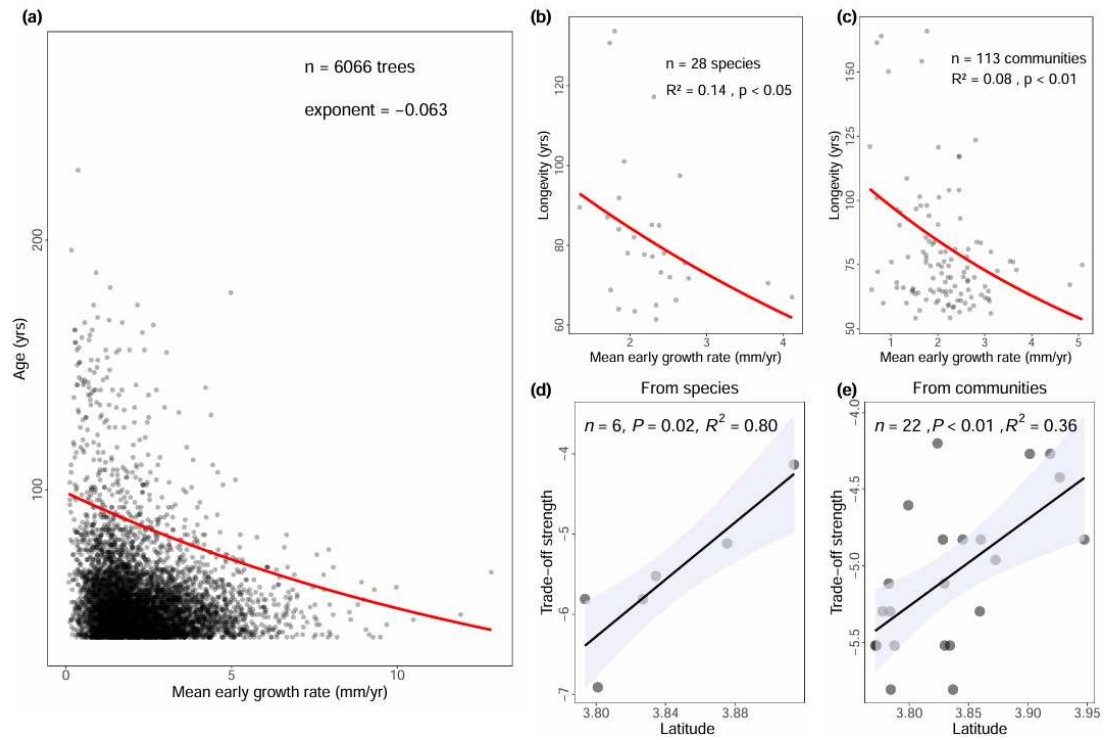 (a)
n = 6066 trees
exponent = −0.063
200
100
Age (yrs)
0 5 10
Mean early growth rate (mm/yr)
(b)
n = 28 species
R² = 0.14 , p < 0.05
120
100
80
60
Longevity (yrs)
2 3 4
Mean early growth rate (mm/yr)
(c)
n = 113 communities
R² = 0.08 , p < 0.01
150
125
100
75
50
Longevity (yrs)
1 2 3 4 5
Mean early growth rate (mm/yr)
(d)
From species
n = 6, P = 0.02, R² = 0.80
−4
−5
−6
−7
Trade−off strength
3.80 3.84 3.88
Latitude
(e)
From communities
n = 22 ,P < 0.01 ,R² = 0.36
−4.0
−4.5
−5.0
−5.5
Trade−off strength
3.80 3.85 3.90 3.95
Latitude